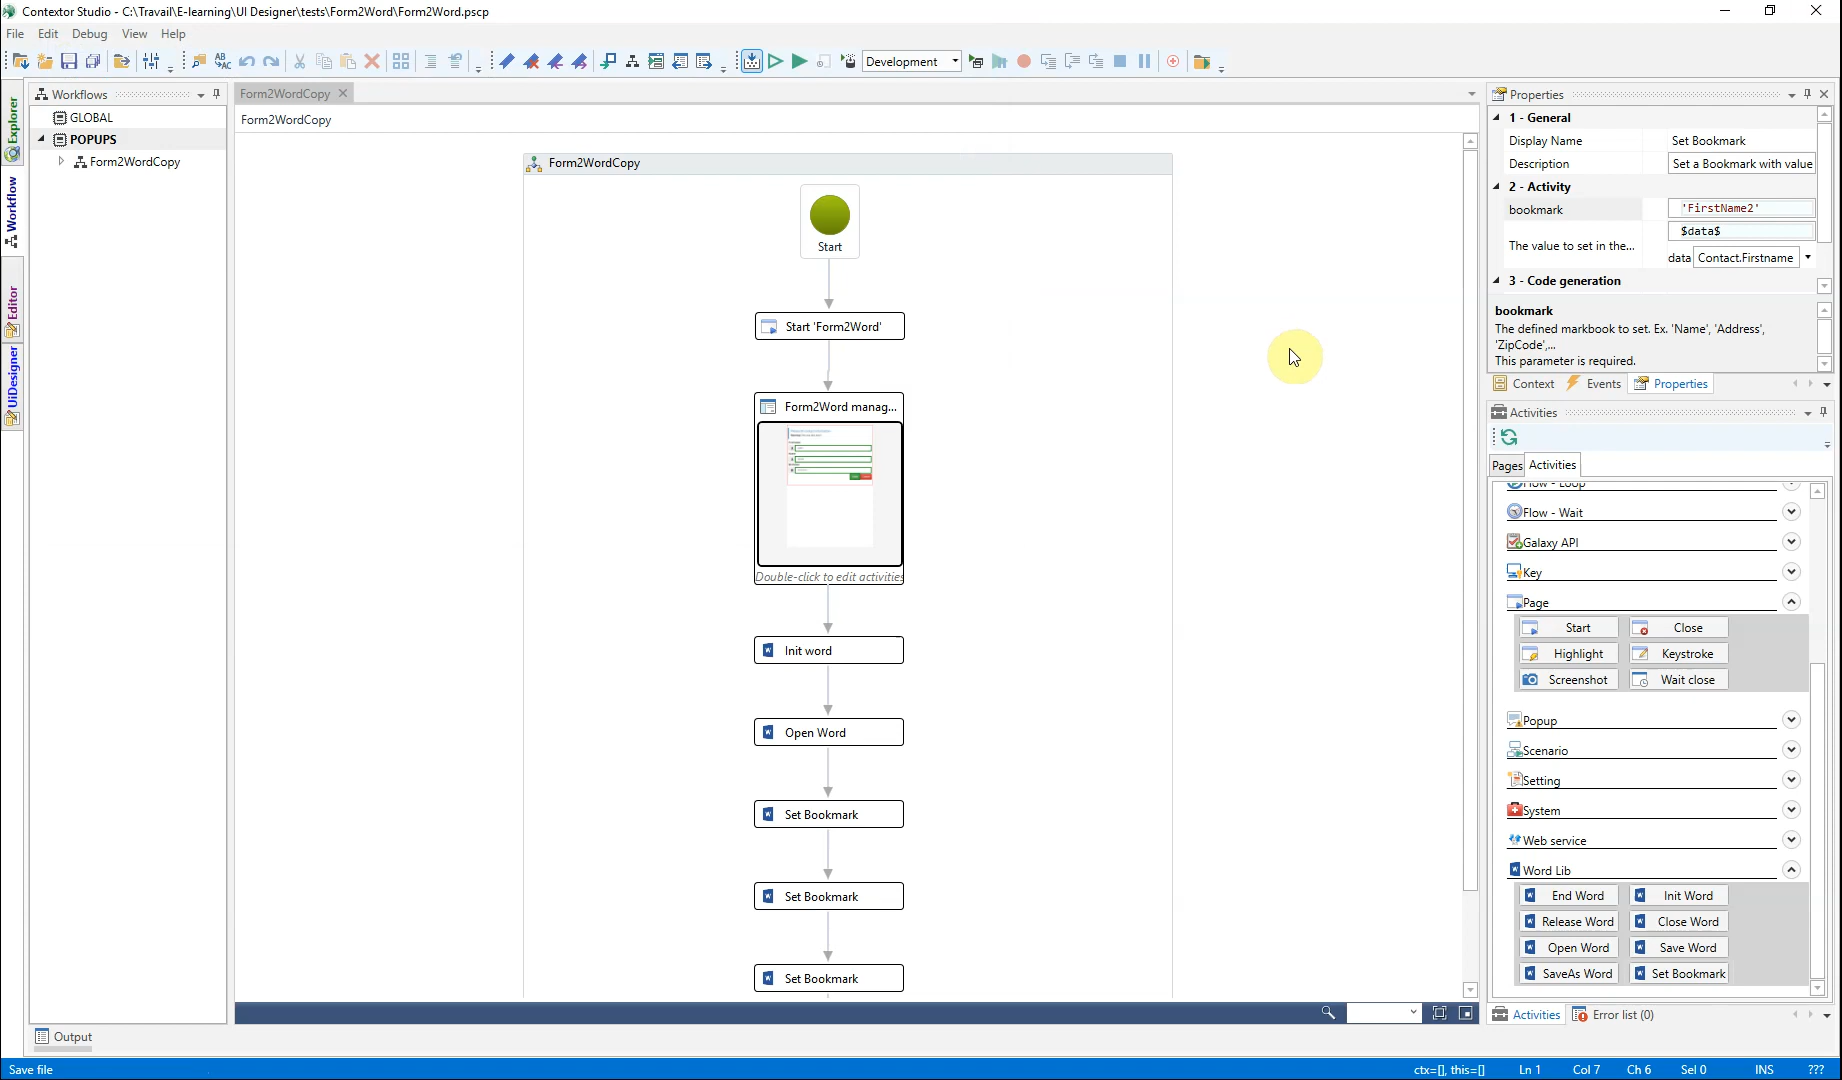 Contextor Studio - C:\Travail\E-learning\UI Designer\tests\Form2Word\Form2Word.pscp
File Edit Debug View Help
Development
Explorer
Workflow
Editor
UiDesigner
Workflows
GLOBAL
POPUPS
Form2WordCopy
Form2WordCopy
Form2WordCopy
Form2WordCopy
Start
Start 'Form2Word'
Form2Word manag...
Double-click to edit activities
Init word
Open Word
Set Bookmark
Set Bookmark
Set Bookmark
Properties
1 - General
Display Name Set Bookmark
Description Set a Bookmark with value
2 - Activity
bookmark 'FirstName2'
$data$
The value to set in the...
data Contact.Firstname
3 - Code generation
bookmark
The defined markbook to set. Ex. 'Name', 'Address',
'ZipCode',...
This parameter is required.
Context Events Properties
Activities
Pages Activities
Flow - Loop
Flow - Wait
Galaxy API
Key
Page
Start Close
Highlight Keystroke
Screenshot Wait close
Popup
Scenario
Setting
System
Web service
Word Lib
End Word Init Word
Release Word Close Word
Open Word Save Word
SaveAs Word Set Bookmark
Activities Error list (0)
Output
Save file ctx=[], this=[] Ln 1 Col 7 Ch 6 Sel 0 INS ???